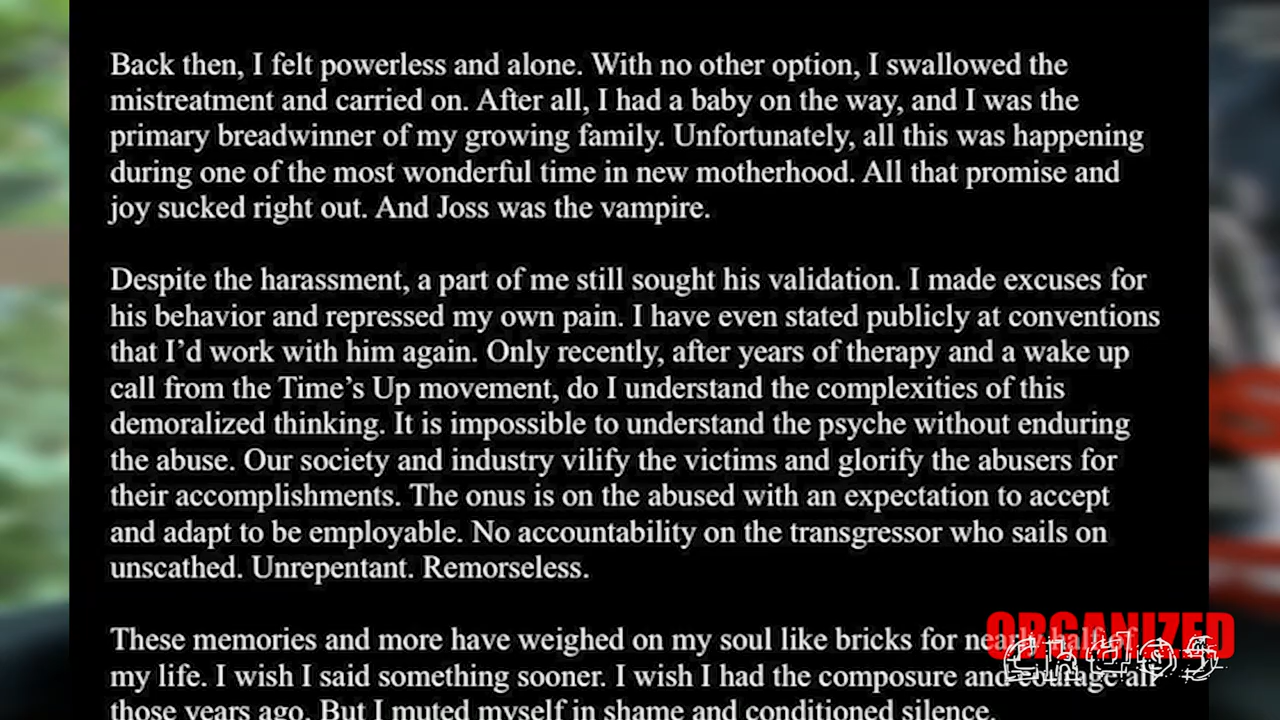 Back then, I felt powerless and alone. With no other option, I swallowed the
mistreatment and carried on. After all, I had a baby on the way, and I was the
primary breadwinner of my growing family. Unfortunately, all this was happening
during one of the most wonderful time in new motherhood. All that promise and
joy sucked right out. And Joss was the vampire.
Despite the harassment, a part of me still sought his validation. I made excuses for
his behavior and repressed my own pain. I have even stated publicly at conventions
that I’d work with him again. Only recently, after years of therapy and a wake up
call from the Time’s Up movement, do I understand the complexities of this
demoralized thinking. It is impossible to understand the psyche without enduring
the abuse. Our society and industry vilify the victims and glorify the abusers for
their accomplishments. The onus is on the abused with an expectation to accept
and adapt to be employable. No accountability on the transgressor who sails on
unscathed. Unrepentant. Remorseless.
These memories and more have weighed on my soul like bricks for nearly half of
my life. I wish I said something sooner. I wish I had the composure and courage all
those years ago. But I muted myself in shame and conditioned silence.
ORGANIZED
CHAOS